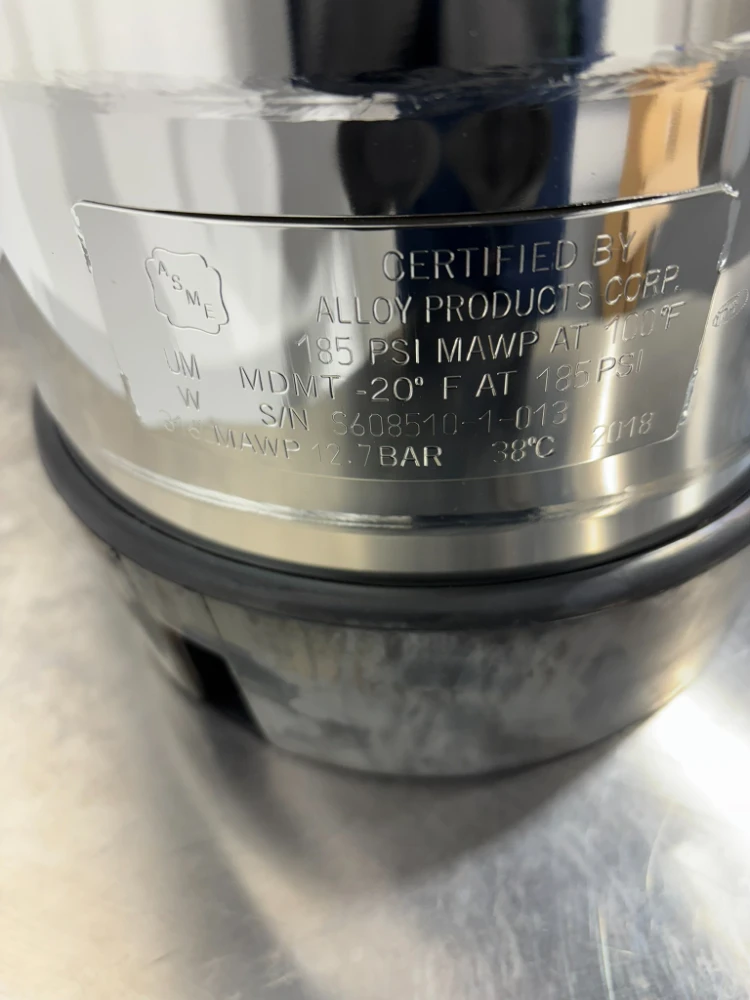 ASME
CERTIFIED BY
ALLOY PRODUCTS CORP.
185 PSI MAWP AT 100°F
UM
MDMT -20° F AT 185 PSI
W
S/N S608510-1-013
MAWP 12.7 BAR 38°C 2018